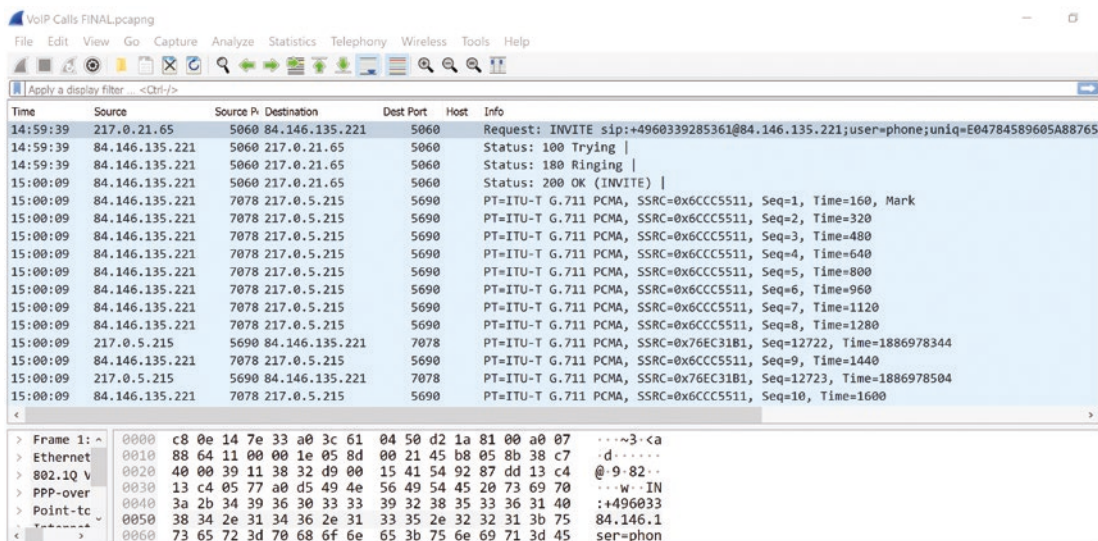 VoIP Calls FINAL.pcapng
File Edit View Go Capture Analyze Statistics Telephony Wireless Tools Help
Apply a display filter ... <Ctrl-/>
Time Source Source P Destination Dest Port Host Info
14:59:39 217.0.21.65 5060 84.146.135.221 5060 Request: INVITE sip:+4960339285361@84.146.135.221;user=phone;uniq=E04784589605A88765
14:59:39 84.146.135.221 5060 217.0.21.65 5060 Status: 100 Trying |
14:59:39 84.146.135.221 5060 217.0.21.65 5060 Status: 180 Ringing |
15:00:09 84.146.135.221 5060 217.0.21.65 5060 Status: 200 OK (INVITE) |
15:00:09 84.146.135.221 7078 217.0.5.215 5690 PT=ITU-T G.711 PCMA, SSRC=0x6CCC5511, Seq=1, Time=160, Mark
15:00:09 84.146.135.221 7078 217.0.5.215 5690 PT=ITU-T G.711 PCMA, SSRC=0x6CCC5511, Seq=2, Time=320
15:00:09 84.146.135.221 7078 217.0.5.215 5690 PT=ITU-T G.711 PCMA, SSRC=0x6CCC5511, Seq=3, Time=480
15:00:09 84.146.135.221 7078 217.0.5.215 5690 PT=ITU-T G.711 PCMA, SSRC=0x6CCC5511, Seq=4, Time=640
15:00:09 84.146.135.221 7078 217.0.5.215 5690 PT=ITU-T G.711 PCMA, SSRC=0x6CCC5511, Seq=5, Time=800
15:00:09 84.146.135.221 7078 217.0.5.215 5690 PT=ITU-T G.711 PCMA, SSRC=0x6CCC5511, Seq=6, Time=960
15:00:09 84.146.135.221 7078 217.0.5.215 5690 PT=ITU-T G.711 PCMA, SSRC=0x6CCC5511, Seq=7, Time=1120
15:00:09 84.146.135.221 7078 217.0.5.215 5690 PT=ITU-T G.711 PCMA, SSRC=0x6CCC5511, Seq=8, Time=1280
15:00:09 217.0.5.215 5690 84.146.135.221 7078 PT=ITU-T G.711 PCMA, SSRC=0x76EC31B1, Seq=12722, Time=1886978344
15:00:09 84.146.135.221 7078 217.0.5.215 5690 PT=ITU-T G.711 PCMA, SSRC=0x6CCC5511, Seq=9, Time=1440
15:00:09 217.0.5.215 5690 84.146.135.221 7078 PT=ITU-T G.711 PCMA, SSRC=0x76EC31B1, Seq=12723, Time=1886978504
15:00:09 84.146.135.221 7078 217.0.5.215 5690 PT=ITU-T G.711 PCMA, SSRC=0x6CCC5511, Seq=10, Time=1600
> Frame 1: 0000 c8 0e 14 7e 33 a0 3c 61 04 50 d2 1a 81 00 a0 07 ···~3·<a
> Ethernet 0010 88 64 11 00 00 1e 05 8d 00 21 45 b8 05 8b 38 c7 ·d······
> 802.1Q V 0020 40 00 39 11 38 32 d9 00 15 41 54 92 87 dd 13 c4 @·9·82··
> PPP-over 0030 13 c4 05 77 a0 d5 49 4e 56 49 54 45 20 73 69 70 ···w··IN
> Point-to 0040 3a 2b 34 39 36 30 33 33 39 32 38 35 33 36 31 40 :+496033
0050 38 34 2e 31 34 36 2e 31 33 35 2e 32 32 31 3b 75 84.146.1
0060 73 65 72 3d 70 68 6f 6e 65 3b 75 6e 69 71 3d 45 ser=phon